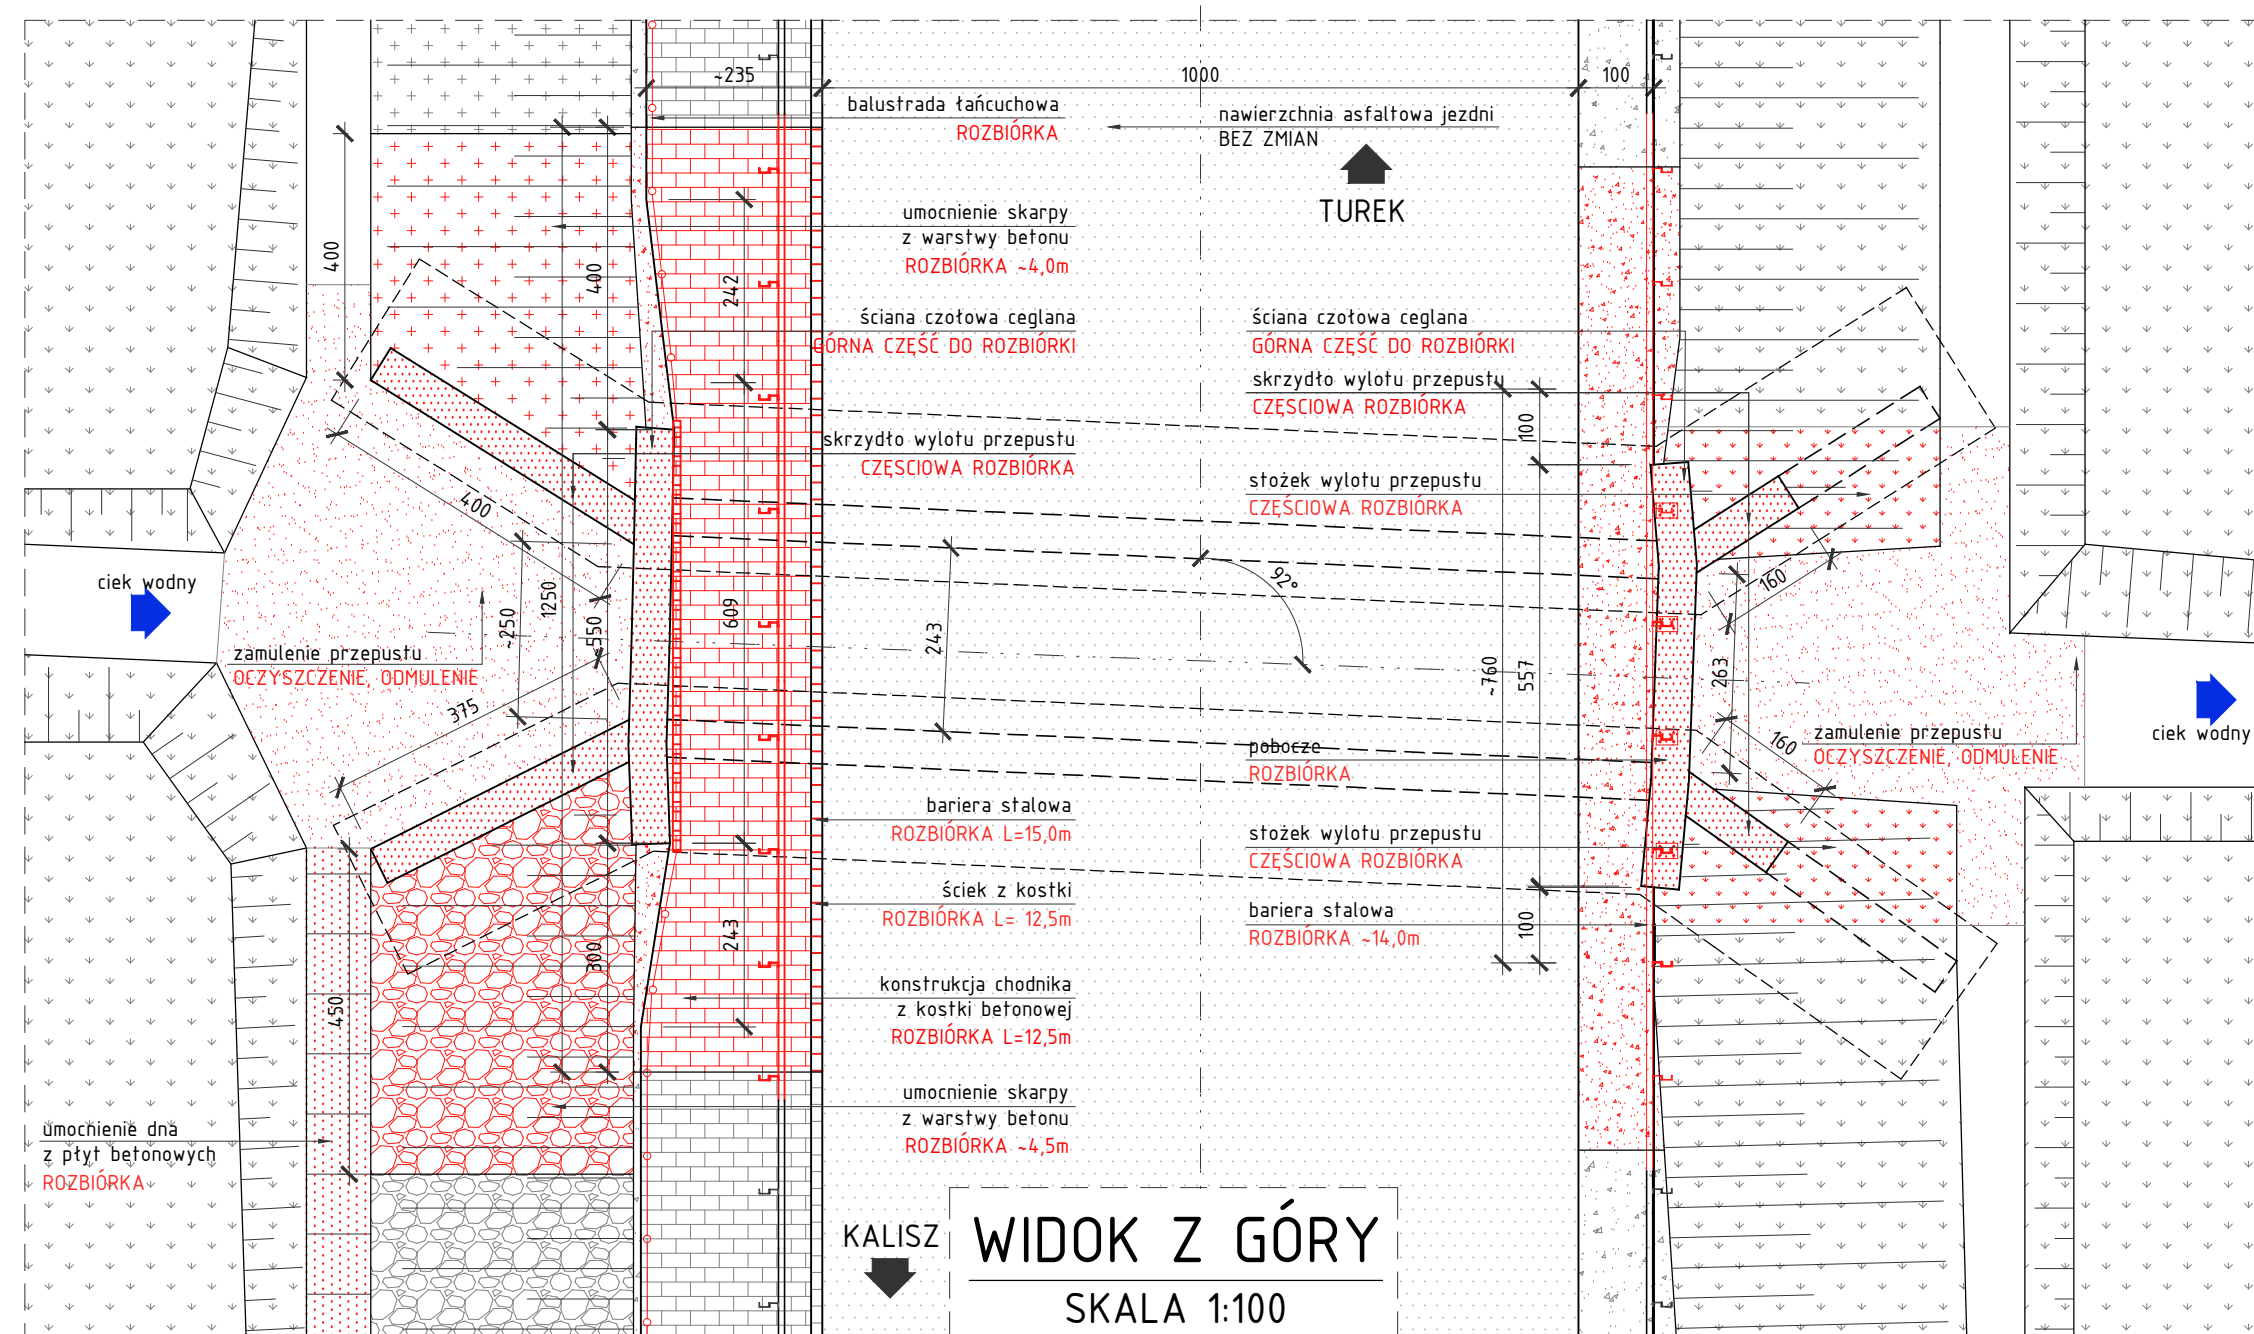 ~235
1000
100
balustrada łańcuchowa
ROZBIÓRKA
nawierzchnia asfaltowa jezdni
BEZ ZMIAN
TUREK
umocnienie skarpy
z warstwy betonu
ROZBIÓRKA ~4,0m
400
400
242
ściana czołowa ceglana
GÓRNA CZĘŚĆ DO ROZBIÓRKI
ściana czołowa ceglana
GÓRNA CZĘŚĆ DO ROZBIÓRKI
skrzydło wylotu przepustu
CZĘSCIOWA ROZBIÓRKA
100
skrzydło wylotu przepustu
CZĘSCIOWA ROZBIÓRKA
stożek wylotu przepustu
CZĘŚCIOWA ROZBIÓRKA
400
ciek wodny
92°
160
~250
1250
550
609
243
zamulenie przepustu
OCZYSZCZENIE, ODMULENIE
~760
557
263
375
160
zamulenie przepustu
OCZYSZCZENIE, ODMULENIE
ciek wodny
pobocze
ROZBIÓRKA
bariera stalowa
ROZBIÓRKA L=15,0m
stożek wylotu przepustu
CZĘŚCIOWA ROZBIÓRKA
ściek z kostki
ROZBIÓRKA L= 12,5m
bariera stalowa
ROZBIÓRKA ~14,0m
100
300
243
450
konstrukcja chodnika
z kostki betonowej
ROZBIÓRKA L=12,5m
umocnienie skarpy
z warstwy betonu
ROZBIÓRKA ~4,5m
umocnienie dna
z płyt betonowych
ROZBIÓRKA
KALISZ
WIDOK Z GÓRY
SKALA 1:100